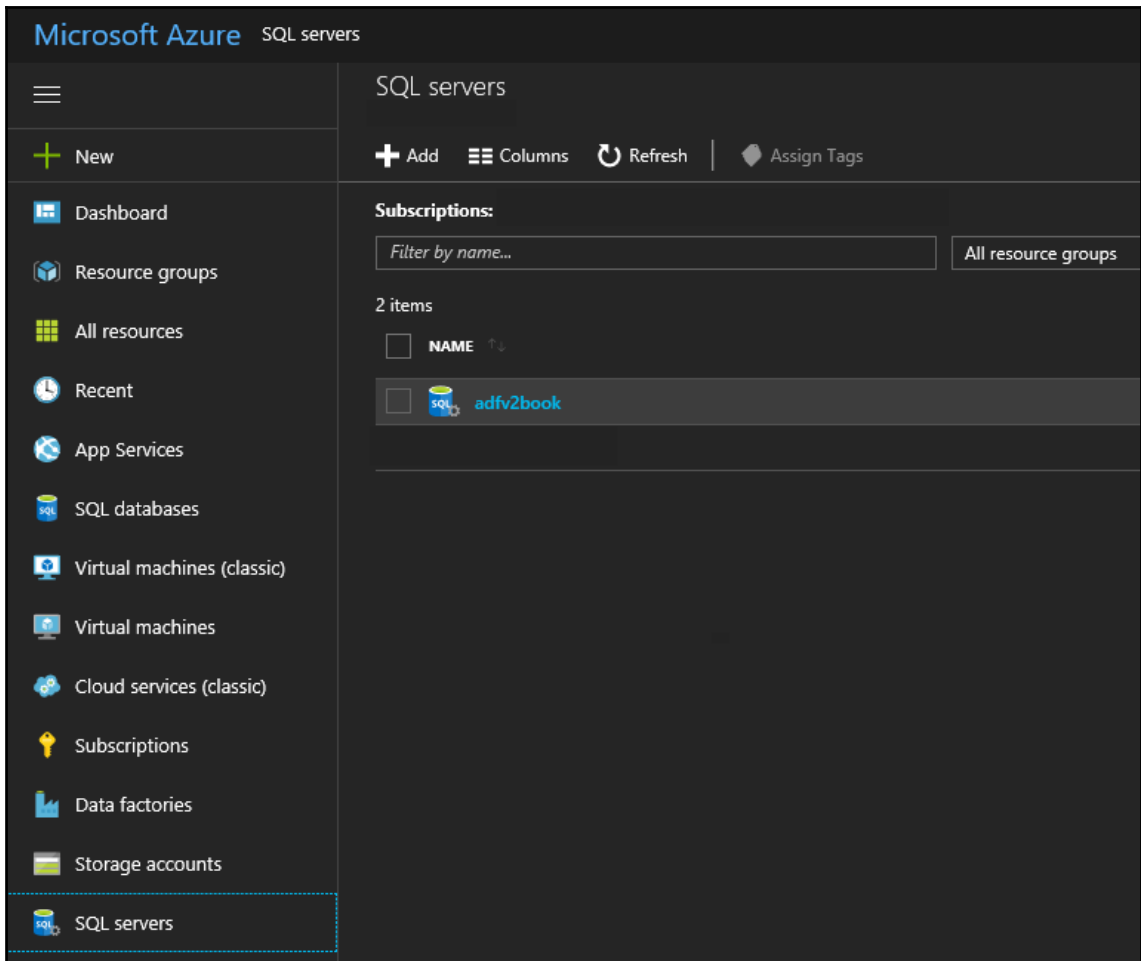 Microsoft Azure SQL servers
SQL servers
New
Add Columns Refresh Assign Tags
Dashboard
Resource groups
All resources
Recent
App Services
SQL databases
Virtual machines (classic)
Virtual machines
Cloud services (classic)
Subscriptions
Data factories
Storage accounts
SQL servers
Subscriptions:
Filter by name...
All resource groups
2 items
NAME
SQL adfv2book